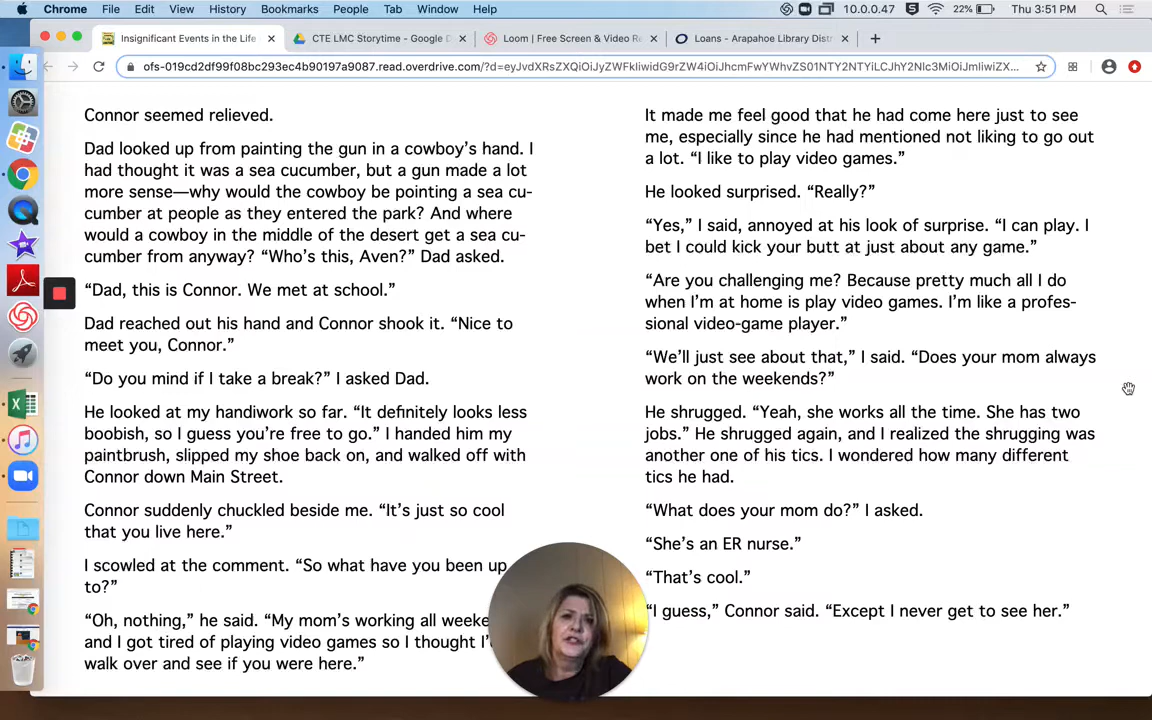 Chrome File Edit View History Bookmarks People Tab Window Help 10.0.0.47 22% Thu 3:51 PM
Insignificant Events in the Life CTE LMC Storytime - Google D Loom | Free Screen & Video Re Loans - Arapahoe Library Distr
Connor seemed relieved.
Dad looked up from painting the gun in a cowboy’s hand. I
had thought it was a sea cucumber, but a gun made a lot
more sense—why would the cowboy be pointing a sea cu-
cumber at people as they entered the park? And where
would a cowboy in the middle of the desert get a sea cu-
cumber from anyway? “Who’s this, Aven?” Dad asked.
“Dad, this is Connor. We met at school.”
Dad reached out his hand and Connor shook it. “Nice to
meet you, Connor.”
“Do you mind if I take a break?” I asked Dad.
He looked at my handiwork so far. “It definitely looks less
boobish, so I guess you’re free to go.” I handed him my
paintbrush, slipped my shoe back on, and walked off with
Connor down Main Street.
Connor suddenly chuckled beside me. “It’s just so cool
that you live here.”
I scowled at the comment. “So what have you been up
to?”
“Oh, nothing,” he said. “My mom’s working all weeke
and I got tired of playing video games so I thought I’
walk over and see if you were here.”
It made me feel good that he had come here just to see
me, especially since he had mentioned not liking to go out
a lot. “I like to play video games.”
He looked surprised. “Really?”
“Yes,” I said, annoyed at his look of surprise. “I can play. I
bet I could kick your butt at just about any game.”
“Are you challenging me? Because pretty much all I do
when I’m at home is play video games. I’m like a profes-
sional video-game player.”
“We’ll just see about that,” I said. “Does your mom always
work on the weekends?”
He shrugged. “Yeah, she works all the time. She has two
jobs.” He shrugged again, and I realized the shrugging was
another one of his tics. I wondered how many different
tics he had.
“What does your mom do?” I asked.
“She’s an ER nurse.”
“That’s cool.”
“I guess,” Connor said. “Except I never get to see her.”